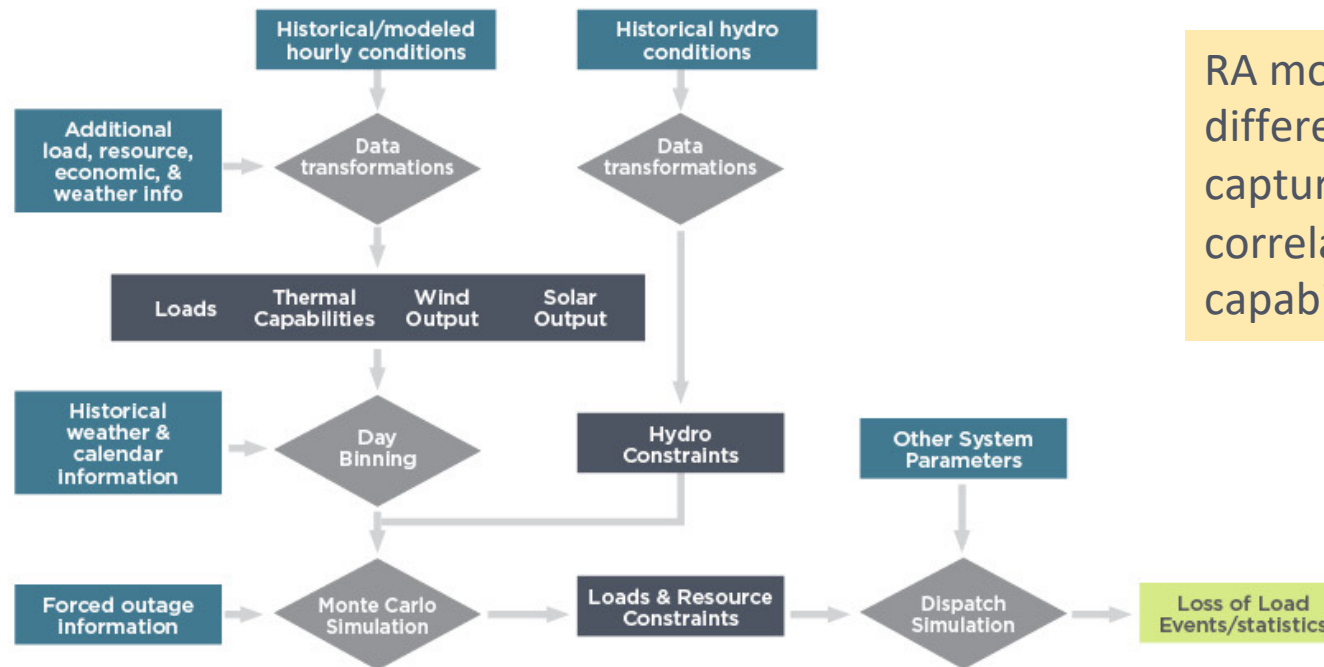 Historical/modeled
hourly conditions
Historical hydro
conditions
RA mo
differe
captur
correla
capab
Additional
load, resource,
economic, &
weather info
Data
transformations
Data
transformations
Loads
Thermal
Capabilities
Wind
Output
Solar
Output
Historical
weather &
calendar
information
Day
Binning
Hydro
Constraints
Other System
Parameters
Forced outage
information
Monte Carlo
Simulation
Loads & Resource
Constraints
Dispatch
Simulation
Loss of Load
Events/statistics